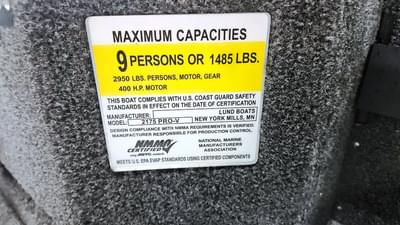 MAXIMUM CAPACITIES
9 PERSONS OR 1485 LBS.
2950 LBS. PERSONS, MOTOR, GEAR
400 H.P. MOTOR
THIS BOAT COMPLIES WITH U.S. COAST GUARD SAFETY
STANDARDS IN EFFECT ON THE DATE OF CERTIFICATION
MANUFACTURER: LUND BOATS
MODEL: 2175 PRO-V NEW YORK MILLS, MN
DESIGN COMPLIANCE WITH NMMA REQUIREMENTS IS VERIFIED.
MANUFACTURER RESPONSIBLE FOR PRODUCTION CONTROL.
NMMA
CERTIFIED
NATIONAL MARINE
MANUFACTURERS
ASSOCIATION
MEETS U.S. EPA EVAP STANDARDS USING CERTIFIED COMPONENTS